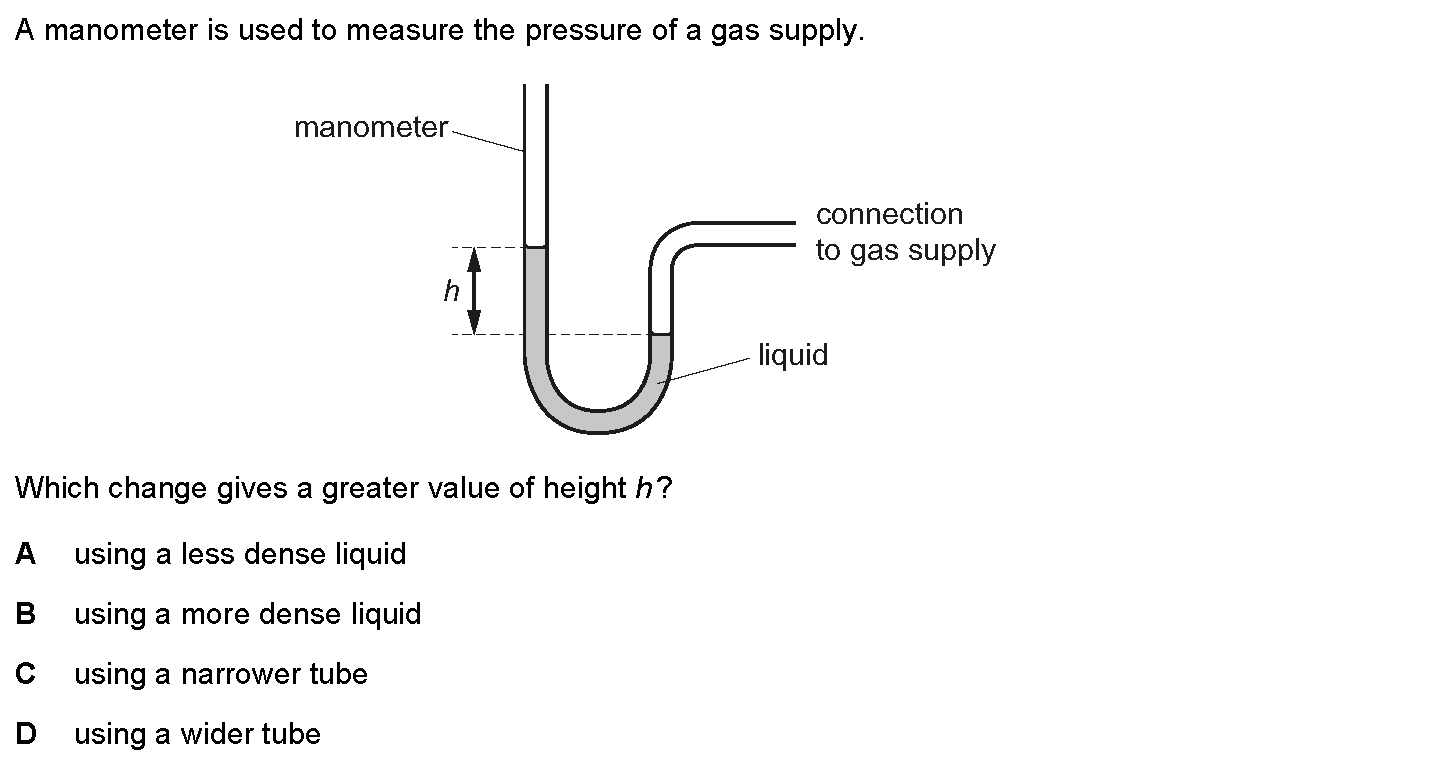 A manometer is used to measure the pressure of a gas supply.
manometer
connection
to gas supply
h
liquid
Which change gives a greater value of height h?
A using a less dense liquid
B using a more dense liquid
C using a narrower tube
D using a wider tube